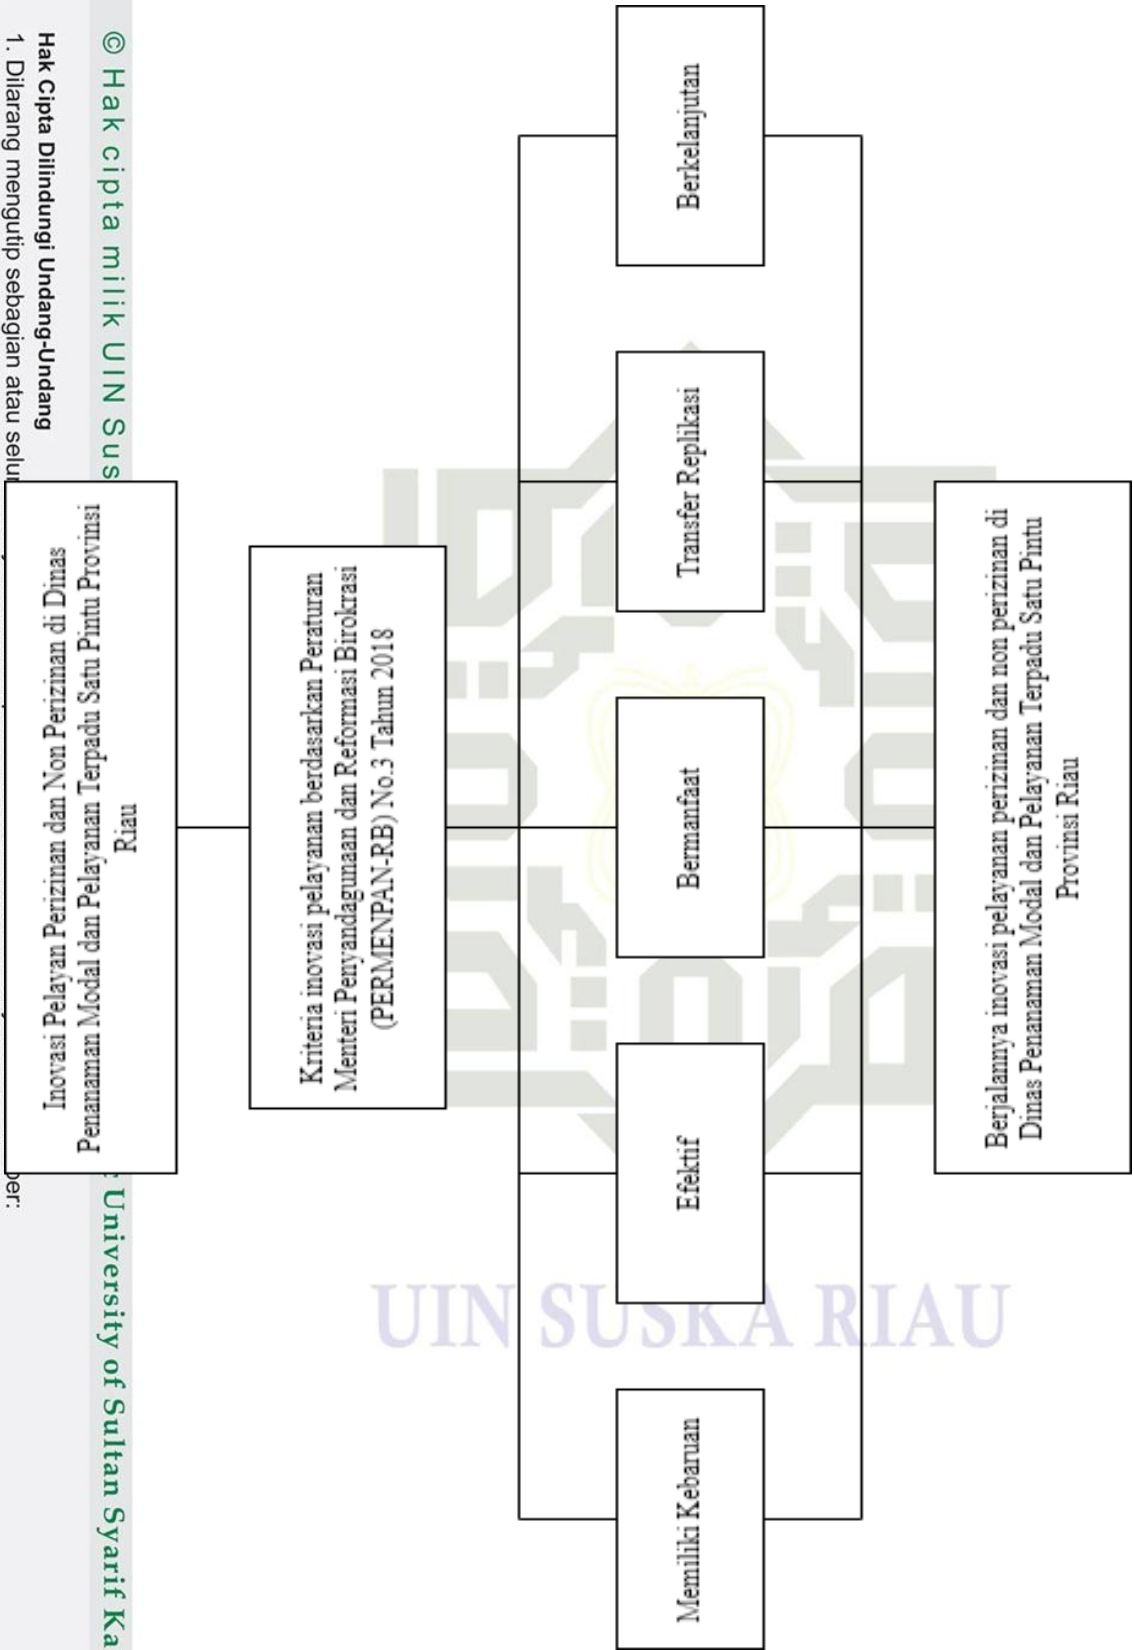 Hak Cipta Dilindungi Undang-Undang
1. Dilarang mengutip sebagian atau selur
© Hak cipta milik UIN Sus
ber:
University of Sultan Syarif Ka
Inovasi Pelayan Perizinan dan Non Perizinan di Dinas
Penanaman Modal dan Pelayanan Terpadu Satu Pintu Provinsi
Riau
Kriteria inovasi pelayanan berdasarkan Peraturan
Menteri Penyandagunaan dan Reformasi Birokrasi
(PERMENPAN-RB) No.3 Tahun 2018
Memiliki Kebaruan
Efektif
Bermanfaat
Transfer Replikasi
Berkelanjutan
Berjalannya inovasi pelayanan perizinan dan non perizinan di
Dinas Penanaman Modal dan Pelayanan Terpadu Satu Pintu
Provinsi Riau
UIN SUSKA RIAU